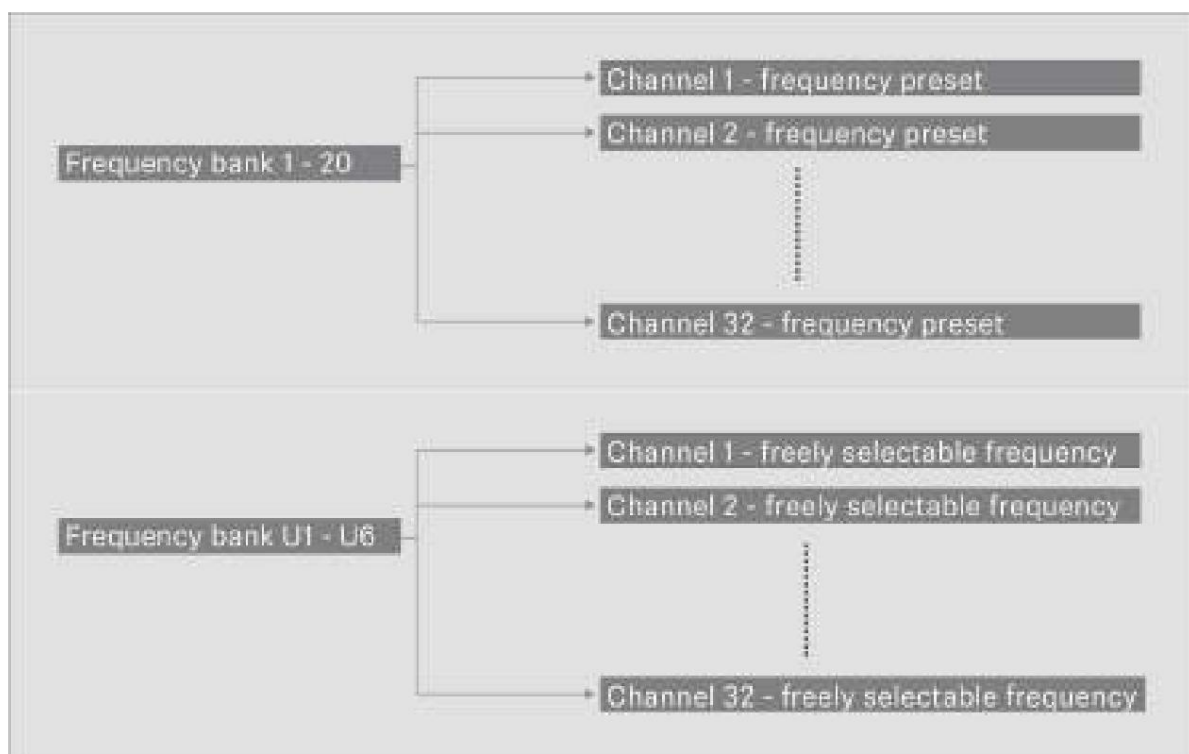 Channel 1 - frequency preset
Channel 2 - frequency preset
Frequency bank 1 - 20
Channel 32 - frequency preset
Channel 1 - freely selectable frequency
Channel 2 - freely selectable frequency
Frequency bank U1 - U6
Channel 32 - freely selectable frequency